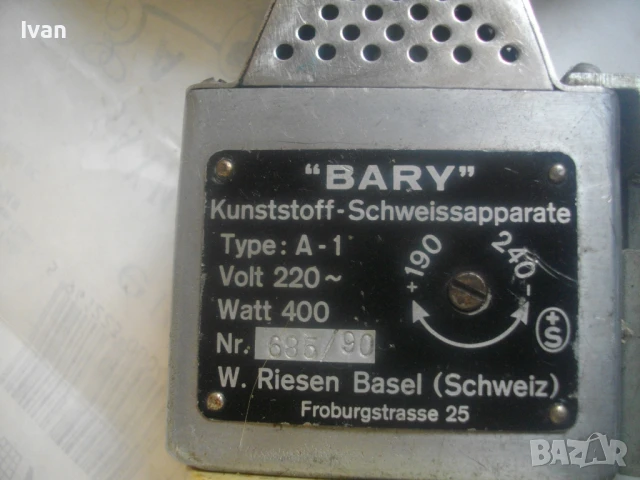 Ivan
"BARY"
Kunststoff-Schweissapparate
Type: A-1
Volt 220~
Watt 400
Nr. 685/90
+190
240-
+S
W. Riesen Basel (Schweiz)
Froburgstrasse 25
BAZAR